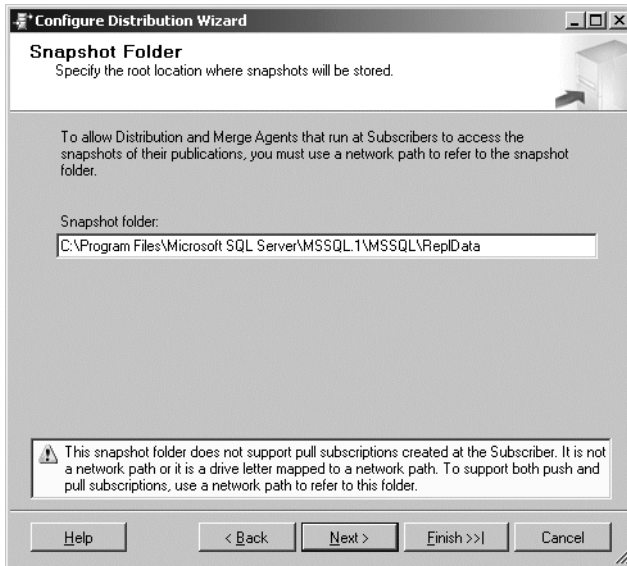 Configure Distribution Wizard
Snapshot Folder
Specify the root location where snapshots will be stored.
To allow Distribution and Merge Agents that run at Subscribers to access the
snapshots of their publications, you must use a network path to refer to the snapshot
folder.
Snapshot folder:
C:\Program Files\Microsoft SQL Server\MSSQL.1\MSSQL\ReplData
This snapshot folder does not support pull subscriptions created at the Subscriber. It is not
a network path or it is a drive letter mapped to a network path. To support both push and
pull subscriptions, use a network path to refer to this folder.
Help
< Back
Next >
Finish >>|
Cancel